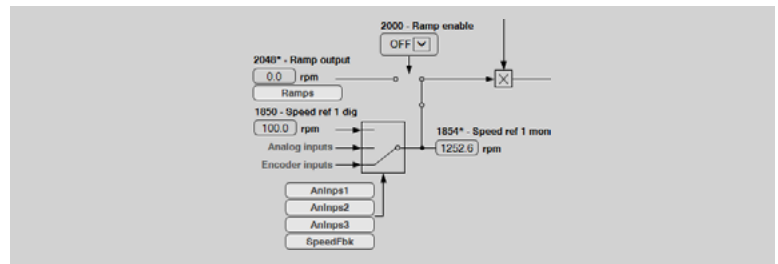 2000 - Ramp enable
OFF
2048* - Ramp output
0.0 rpm
Ramps
1850 - Speed ref 1 dig
100.0 rpm
1854* - Speed ref 1 mon
Analog inputs
1252.6 rpm
Encoder inputs
AnInps1
AnInps2
AnInps3
SpeedFbk
X